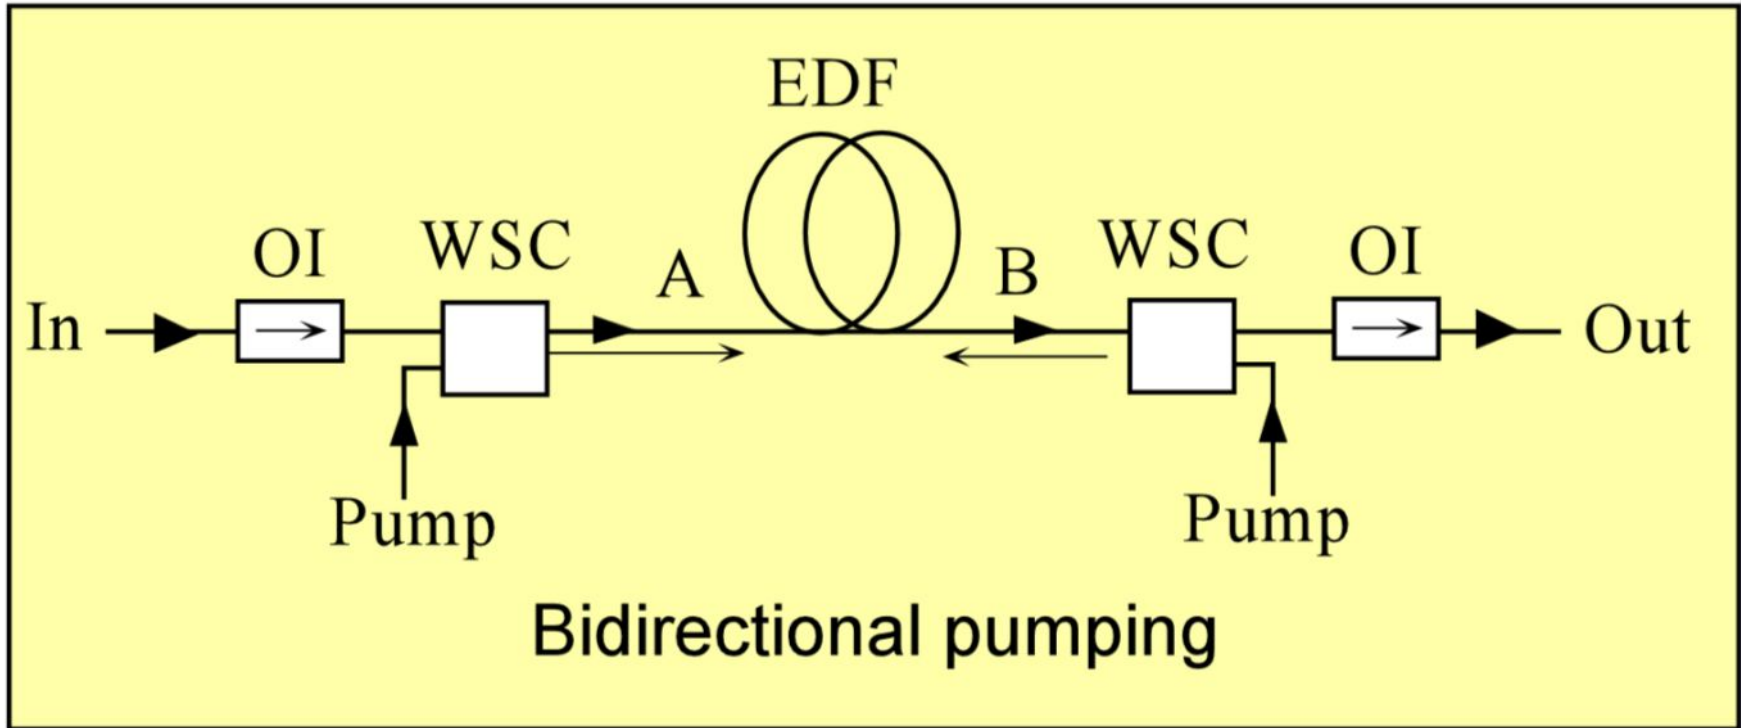 EDF
OI
WSC
A
B
WSC
OI
In
Out
Pump
Pump
Bidirectional pumping